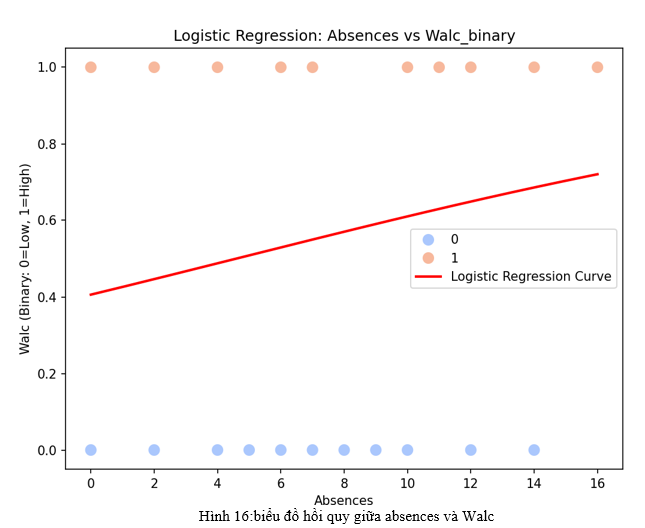 Logistic Regression: Absences vs Walc_binary
1.0
0.8
0.6
0.4
0.2
0.0
Walc (Binary: 0=Low, 1=High)
0
1
Logistic Regression Curve
0 2 4 6 8 10 12 14 16
Absences
Hình 16:biểu đồ hồi quy giữa absences và Walc